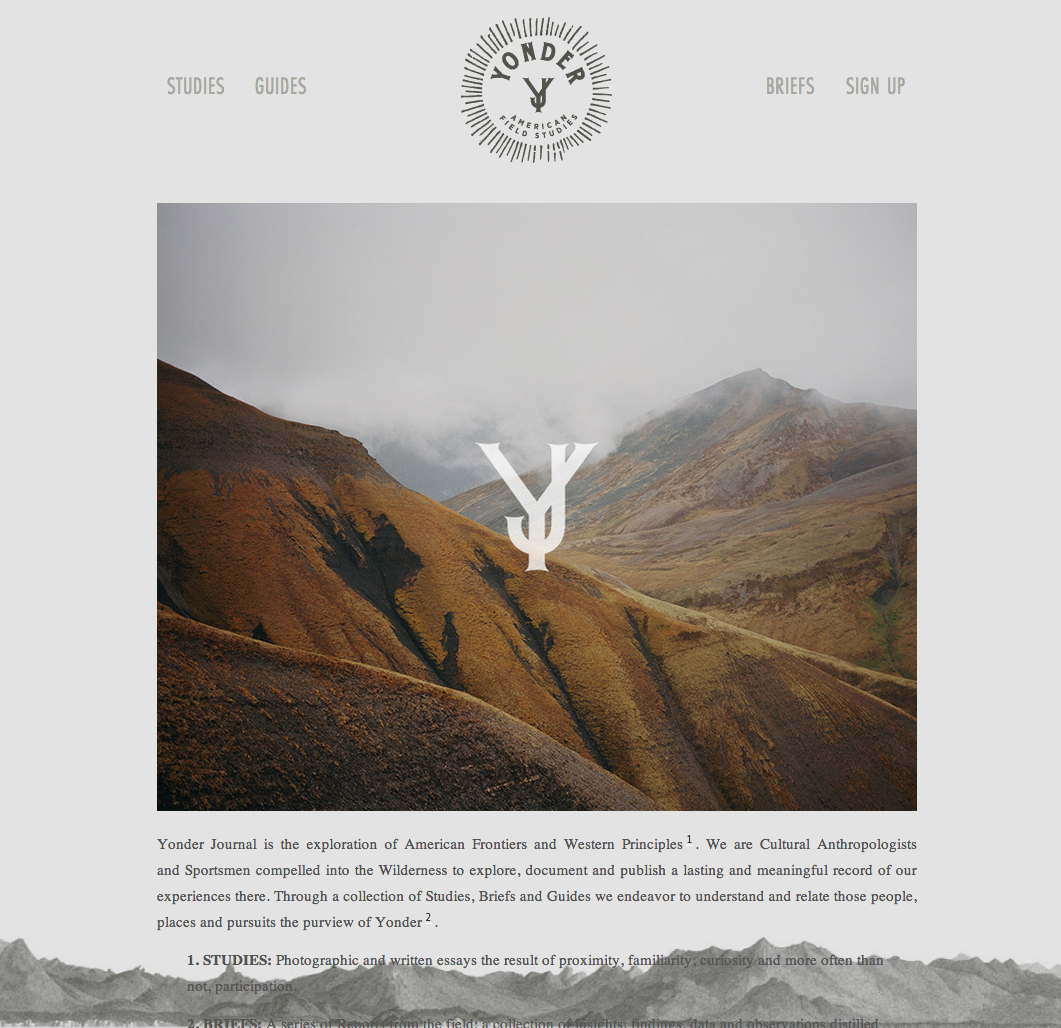 STUDIES GUIDES
YONDER
YJ
AMERICAN
FIELD STUDIES
BRIEFS SIGN UP
YJ
Yonder Journal is the exploration of American Frontiers and Western Principles 1 . We are Cultural Anthropologists
and Sportsmen compelled into the Wilderness to explore, document and publish a lasting and meaningful record of our
experiences there. Through a collection of Studies, Briefs and Guides we endeavor to understand and relate those people,
places and pursuits the purview of Yonder 2 .
1. STUDIES: Photographic and written essays the result of proximity, familiarity, curiosity and more often than
not, participation.
2. BRIEFS: A series of Reports from the field: a collection of insights, findings, data and observations distilled